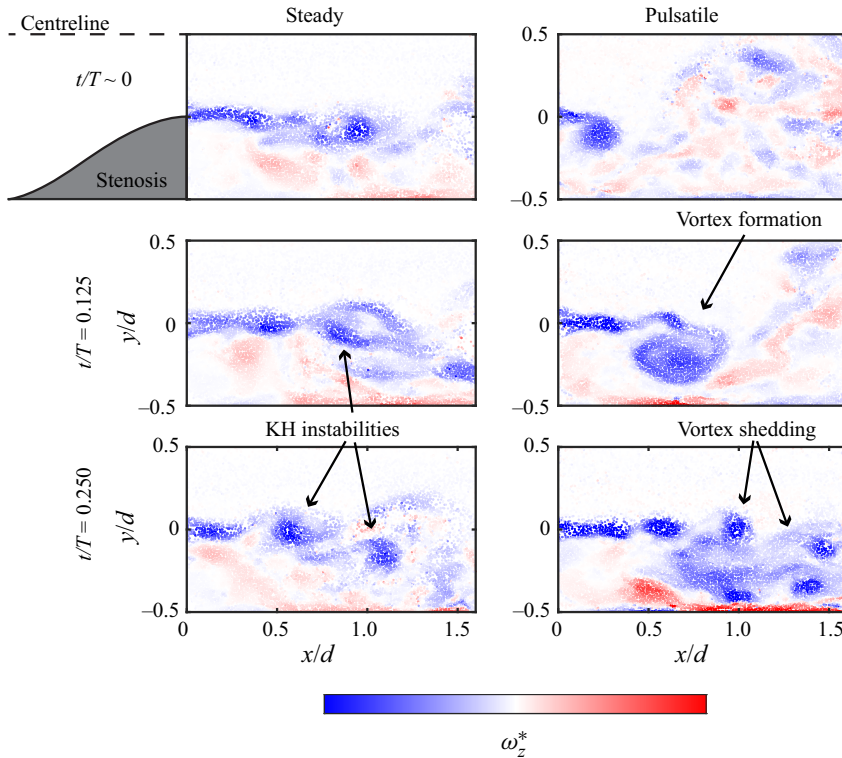 Steady
Pulsatile
Centreline
t/T ~ 0
Stenosis
0
–0.5
Vortex formation
t/T = 0.125
y/d
0.5
0
–0.5
0.5
0
–0.5
KH instabilities
Vortex shedding
t/T = 0.250
y/d
0.5
0
–0.5
0 0.5 1.0 1.5
x/d
0.5
0
–0.5
0 0.5 1.0 1.5
x/d
ω*z